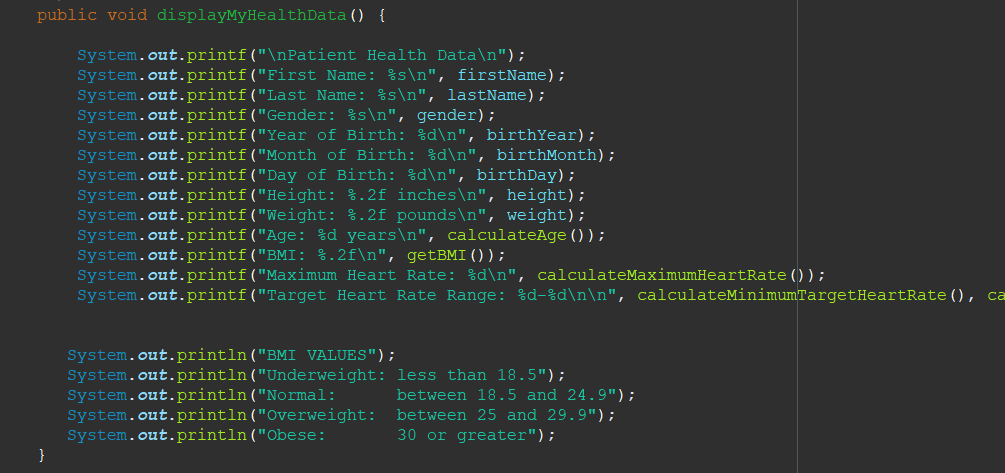 public void displayMyHealthData() {
System.out.printf("\nPatient Health Data\n");
System.out.printf("First Name: %s\n", firstName);
System.out.printf("Last Name: %s\n", lastName);
System.out.printf("Gender: %s\n", gender);
System.out.printf("Year of Birth: %d\n", birthYear);
System.out.printf("Month of Birth: %d\n", birthMonth);
System.out.printf("Day of Birth: %d\n", birthDay);
System.out.printf("Height: %.2f inches\n", height);
System.out.printf("Weight: %.2f pounds\n", weight);
System.out.printf("Age: %d years\n", calculateAge());
System.out.printf("BMI: %.2f\n", getBMI());
System.out.printf("Maximum Heart Rate: %d\n", calculateMaximumHeartRate());
System.out.printf("Target Heart Rate Range: %d-%d\n\n", calculateMinimumTargetHeartRate(), ca
System.out.println("BMI VALUES");
System.out.println("Underweight: less than 18.5");
System.out.println("Normal:      between 18.5 and 24.9");
System.out.println("Overweight:  between 25 and 29.9");
System.out.println("Obese:       30 or greater");
}